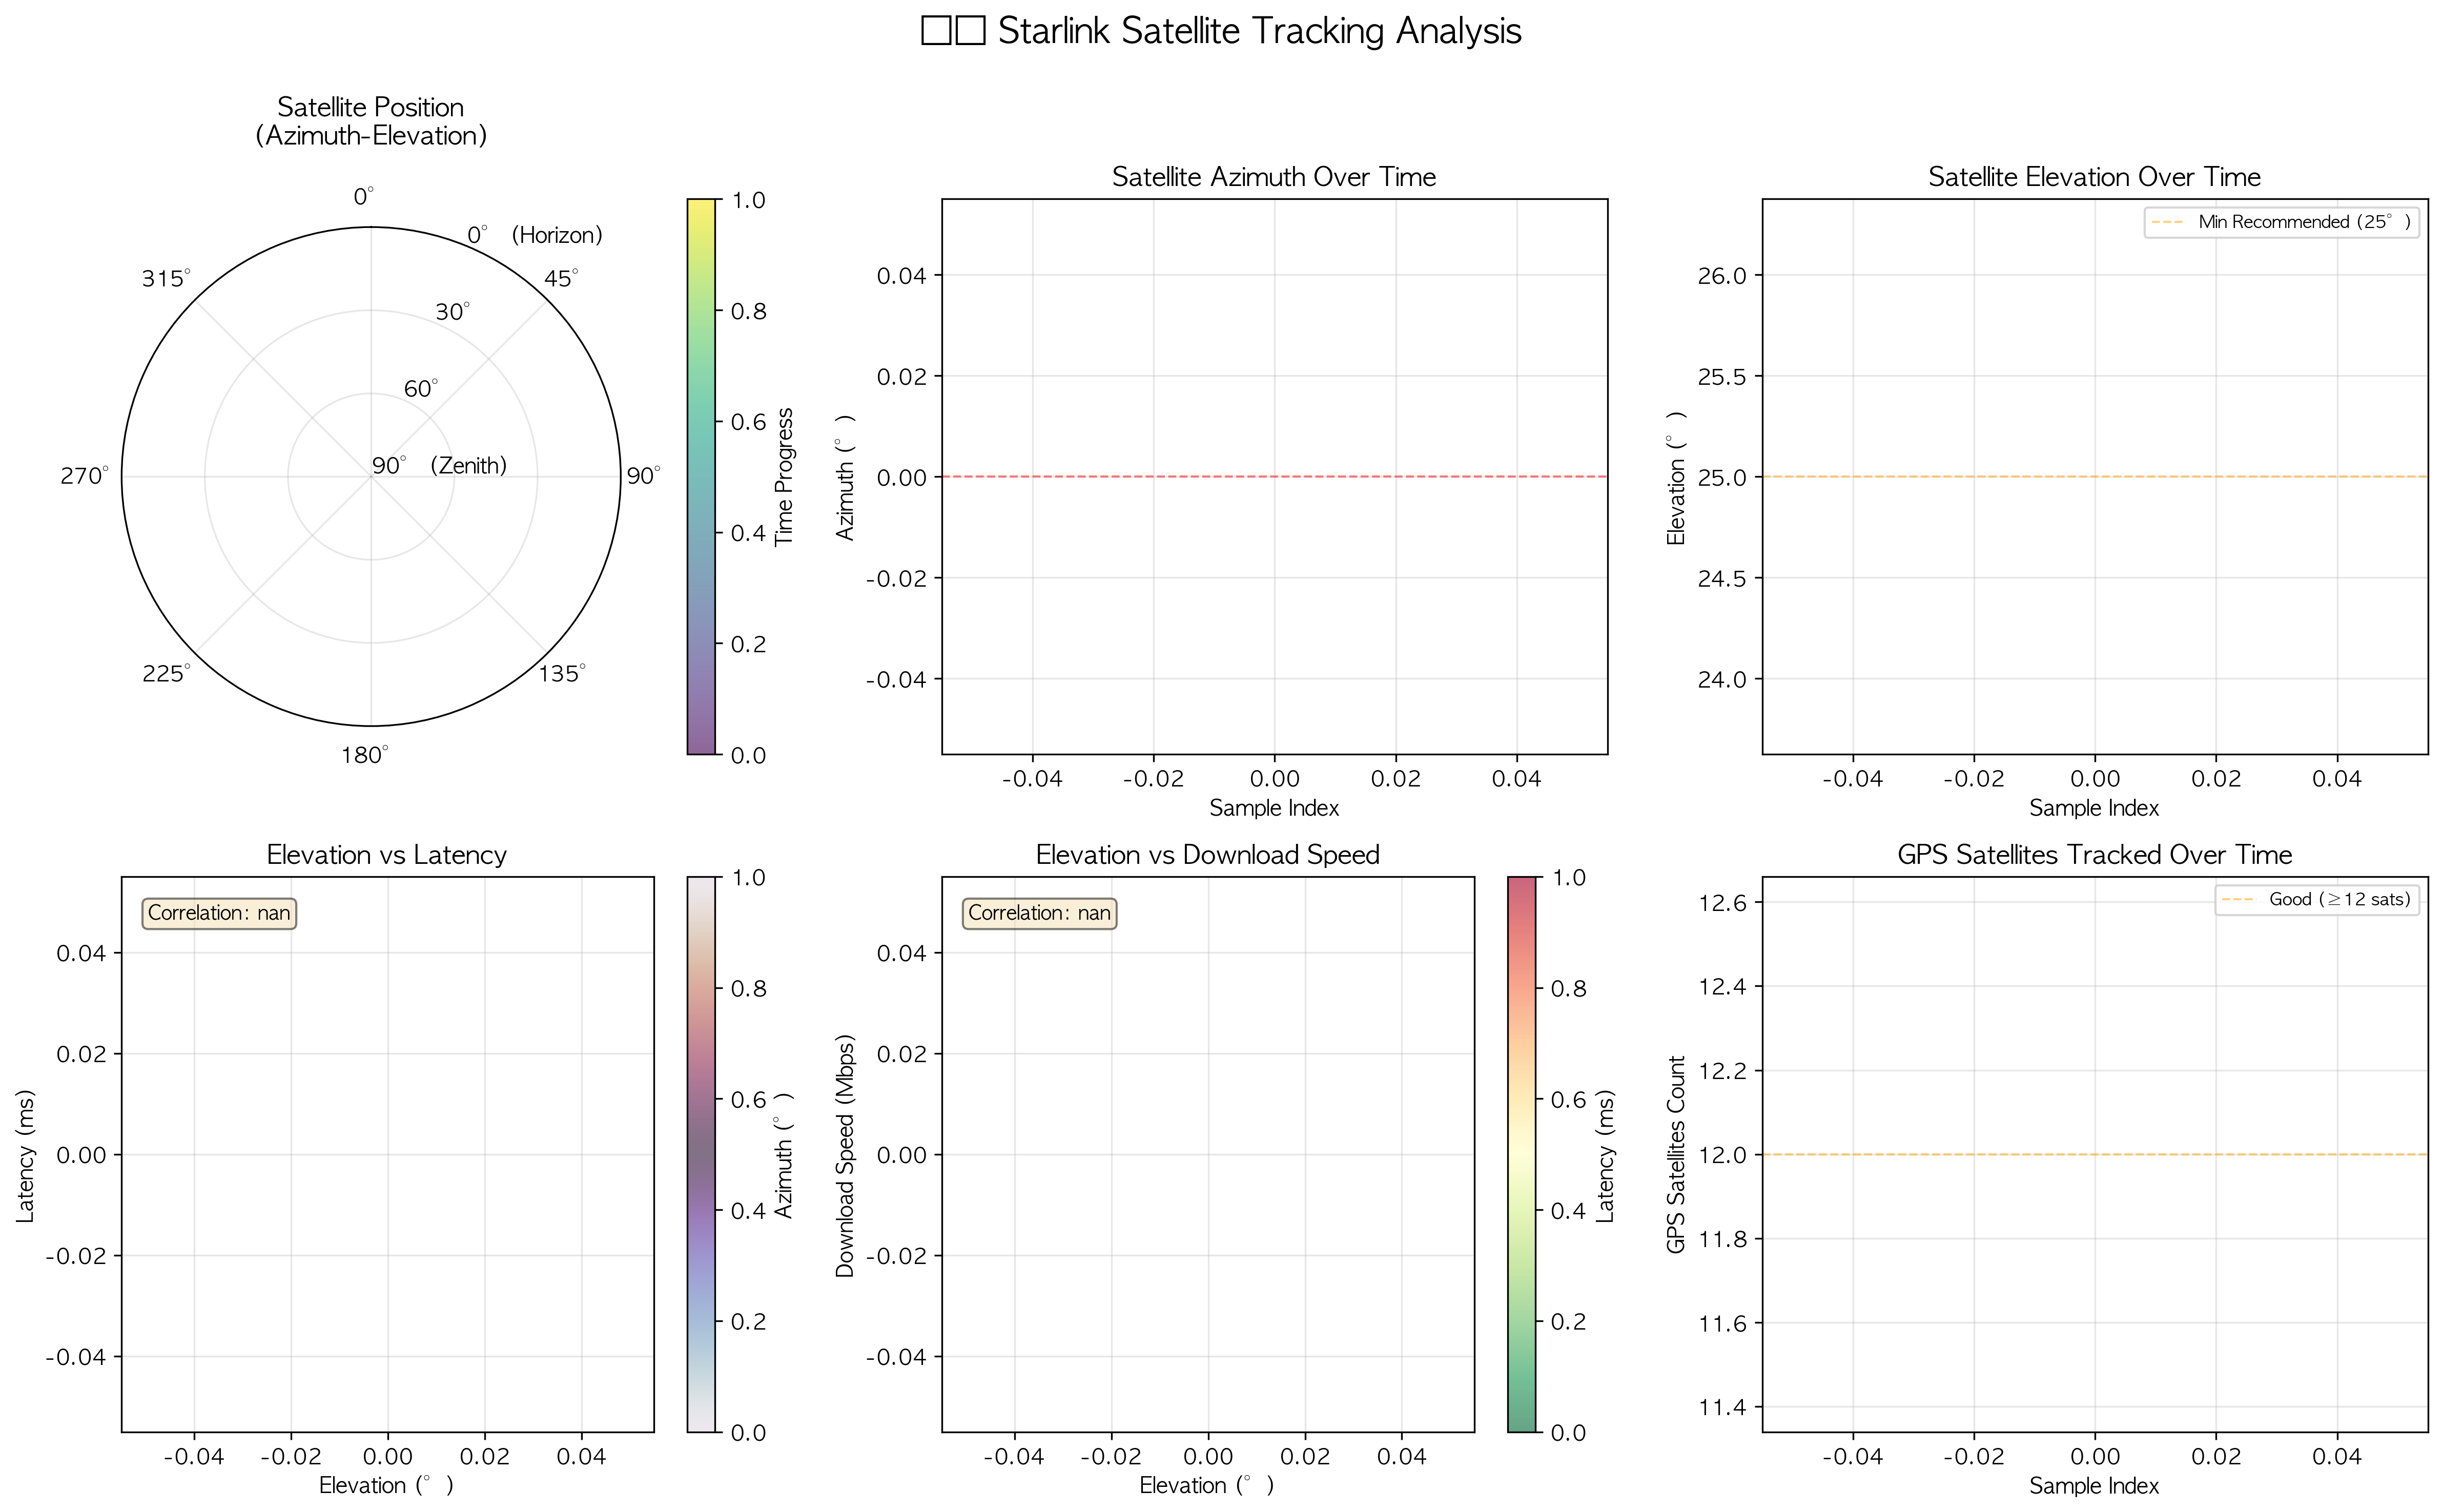 □□ Starlink Satellite Tracking Analysis
Satellite Position
(Azimuth-Elevation)
0°
0° (Horizon)
45°
315°
30°
60°
90° (Zenith)
270°
90°
225°
135°
180°
1.0
0.8
0.6
0.4
0.2
0.0
Time Progress
Satellite Azimuth Over Time
Azimuth (°)
0.04
0.02
0.00
-0.02
-0.04
-0.04 -0.02 0.00 0.02 0.04
Sample Index
Satellite Elevation Over Time
Min Recommended (25°)
Elevation (°)
26.0
25.5
25.0
24.5
24.0
-0.04 -0.02 0.00 0.02 0.04
Sample Index
Elevation vs Latency
Correlation: nan
Latency (ms)
0.04
0.02
0.00
-0.02
-0.04
-0.04 -0.02 0.00 0.02 0.04
Elevation (°)
1.0
0.8
0.6
0.4
0.2
0.0
Azimuth (°)
Elevation vs Download Speed
Correlation: nan
Download Speed (Mbps)
0.04
0.02
0.00
-0.02
-0.04
-0.04 -0.02 0.00 0.02 0.04
Elevation (°)
1.0
0.8
0.6
0.4
0.2
0.0
Latency (ms)
GPS Satellites Tracked Over Time
Good (≥12 sats)
GPS Satellites Count
12.6
12.4
12.2
12.0
11.8
11.6
11.4
-0.04 -0.02 0.00 0.02 0.04
Sample Index